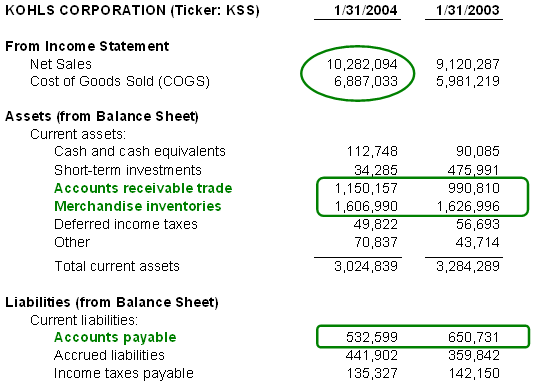 KOHLS CORPORATION (Ticker: KSS) 1/31/2004 1/31/2003
From Income Statement
Net Sales 10,282,094 9,120,287
Cost of Goods Sold (COGS) 6,887,033 5,981,219
Assets (from Balance Sheet)
Current assets:
Cash and cash equivalents 112,748 90,085
Short-term investments 34,285 475,991
Accounts receivable trade 1,150,157 990,810
Merchandise inventories 1,606,990 1,626,996
Deferred income taxes 49,822 56,693
Other 70,837 43,714
Total current assets 3,024,839 3,284,289
Liabilities (from Balance Sheet)
Current liabilities:
Accounts payable 532,599 650,731
Accrued liabilities 441,902 359,842
Income taxes payable 135,327 142,150